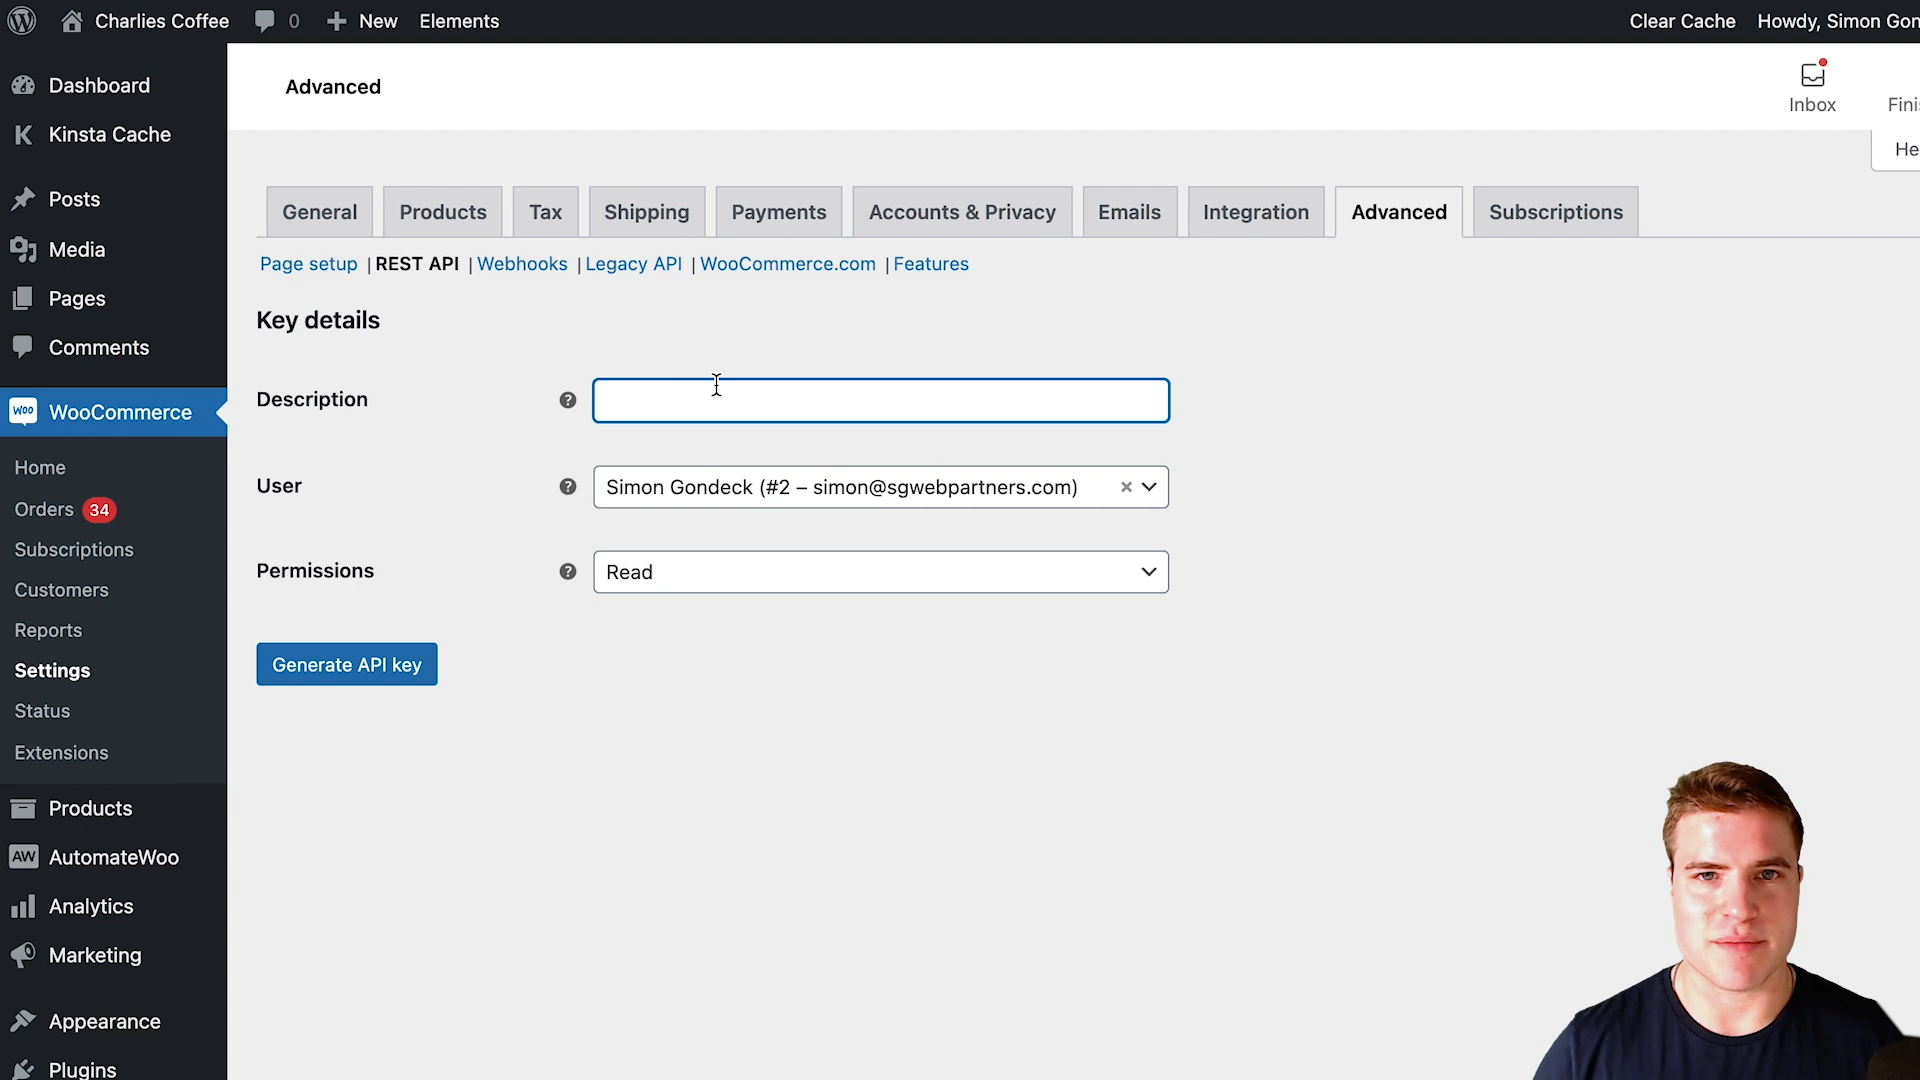 Charlies Coffee
0
New
Elements
Clear Cache
Howdy, Simon Gon
Dashboard
Kinsta Cache
Posts
Media
Pages
Comments
Woo
WooCommerce
Home
Orders 34
Subscriptions
Customers
Reports
Settings
Status
Extensions
Products
AW
AutomateWoo
Analytics
Marketing
Appearance
Plugins
Advanced
Inbox
Fini
He
General
Products
Tax
Shipping
Payments
Accounts & Privacy
Emails
Integration
Advanced
Subscriptions
Page setup | REST API | Webhooks | Legacy API | WooCommerce.com | Features
Key details
Description
?
User
?
Simon Gondeck (#2 – simon@sgwebpartners.com)
×
Permissions
?
Read
Generate API key